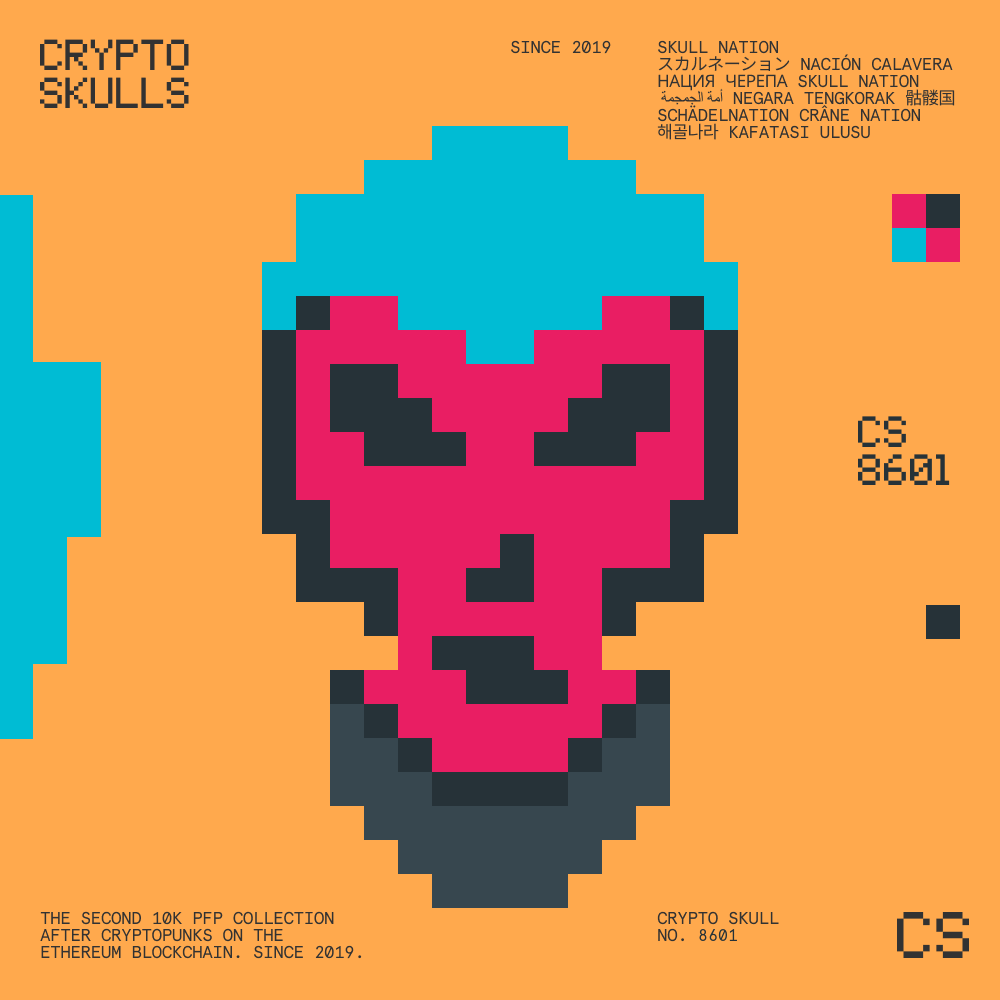 CRYPTO
SKULLS
SINCE 2019
SKULL NATION
スカルネーション NACIÓN CALAVERA
НАЦИЯ ЧЕРЕПА SKULL NATION
أمة الجمجمة NEGARA TENGKORAK 骷髅国
SCHÄDELNATION CRÂNE NATION
해골나라 KAFATASI ULUSU
CS
8601
THE SECOND 10K PFP COLLECTION
AFTER CRYPTOPUNKS ON THE
ETHEREUM BLOCKCHAIN. SINCE 2019.
CRYPTO SKULL
NO. 8601
CS